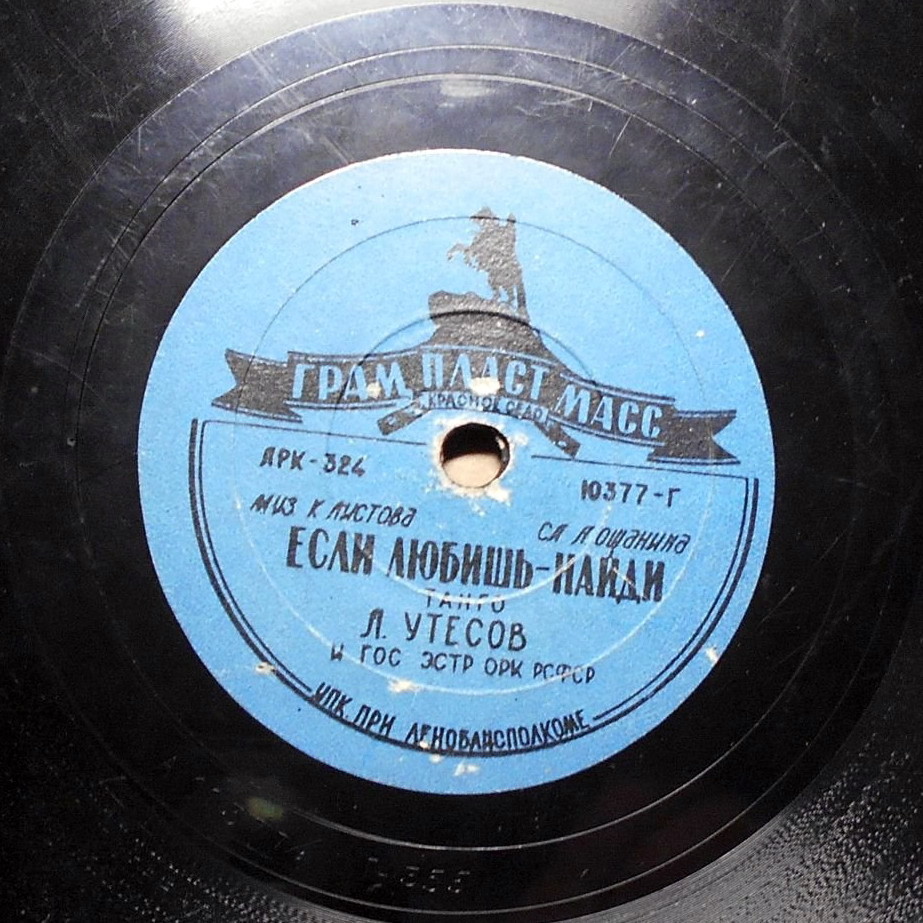 ГРАМ ПЛАСТ МАСС
КРАСНОЕ СЕЛО
АРК-324
10377-Г
МУЗ К ЛИСТОВА
СЛ Л ОШАНИНА
ЕСЛИ ЛЮБИШЬ-НАЙДИ
ТАНГО
Л. УТЕСОВ
И ГОС ЭСТР ОРК РСФСР
УПК. ПРИ ЛЕНОБЛИСПОЛКОМЕ